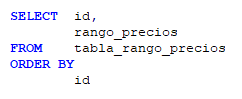 SELECT id,
rango_precios
FROM tabla_rango_precios
ORDER BY
id